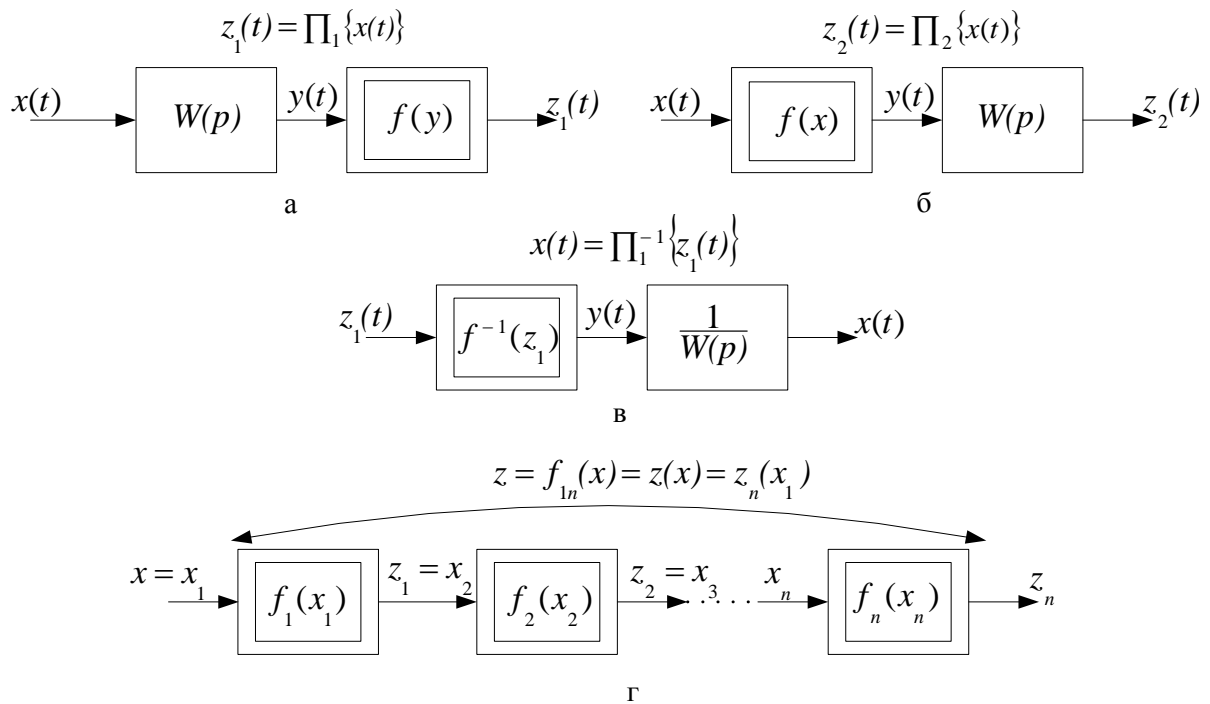 z₁(t) = ∏₁{x(t)}
z₂(t) = ∏₂{x(t)}
x(t) W(p) y(t) f(y) z₁(t)
x(t) f(x) y(t) W(p) z₂(t)
а
б
x(t) = ∏₁⁻¹{z₁(t)}
z₁(t) f⁻¹(z₁) y(t) 1/W(p) x(t)
в
z = f₁ₙ(x) = z(x) = zₙ(x₁)
x = x₁ f₁(x₁) z₁ = x₂ f₂(x₂) z₂ = x₃ ..... xₙ fₙ(xₙ) zₙ
г